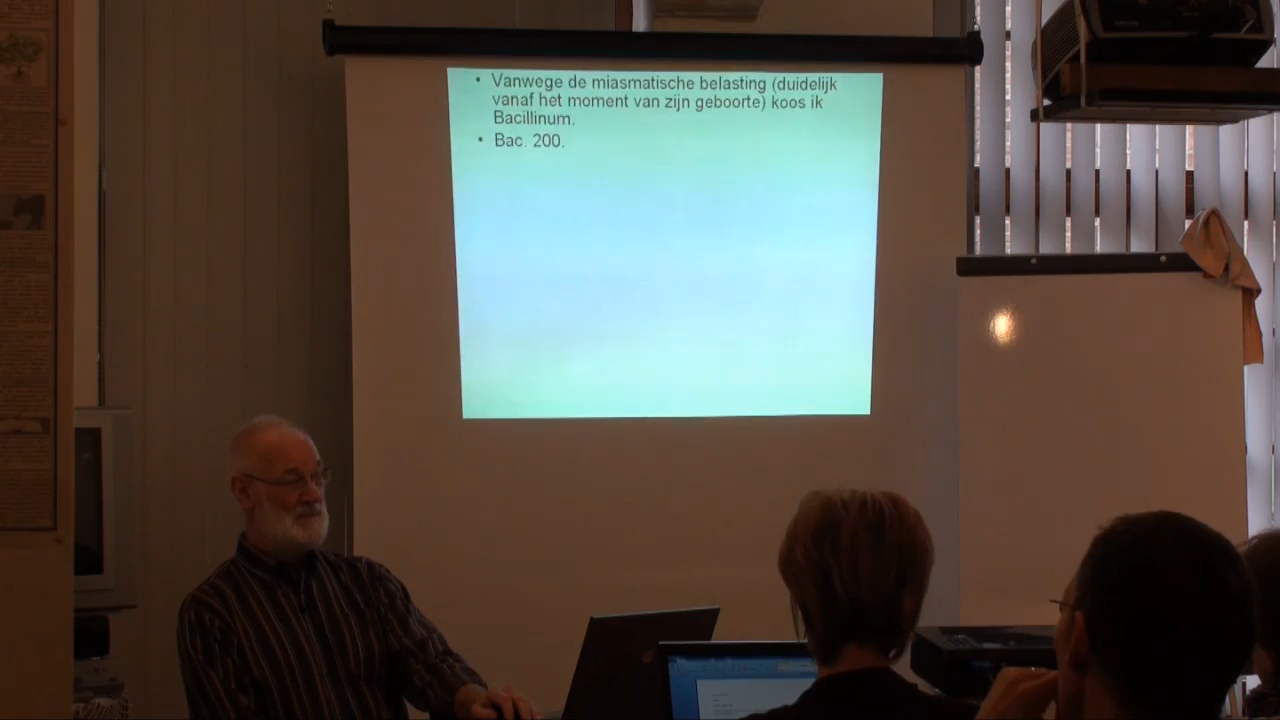 • Vanwege de miasmatische belasting (duidelijk
vanaf het moment van zijn geboorte) koos ik
Bacillinum.
• Bac. 200.